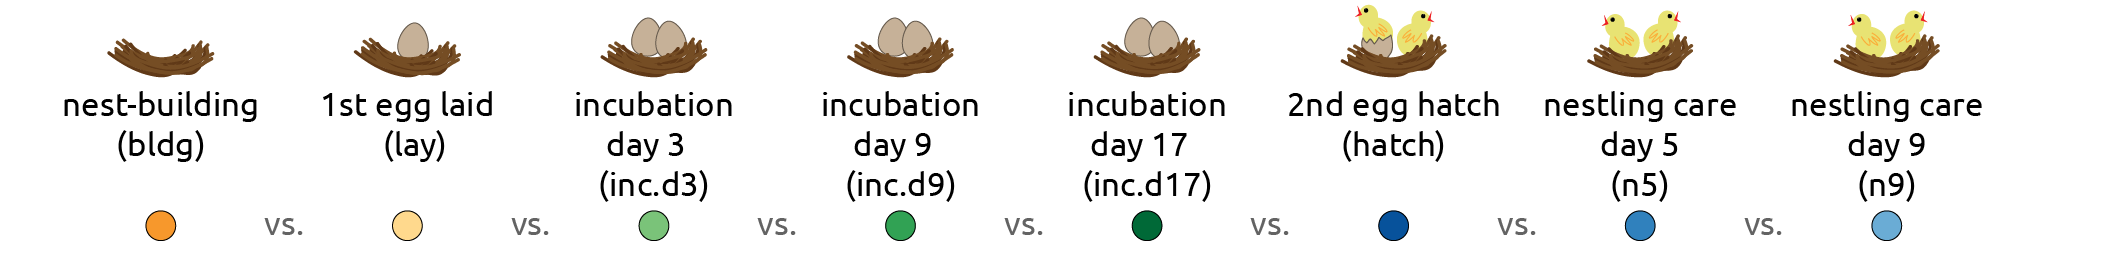 nest-building
(bldg)
1st egg laid
(lay)
incubation
day 3
(inc.d3)
incubation
day 9
(inc.d9)
incubation
day 17
(inc.d17)
2nd egg hatch
(hatch)
nestling care
day 5
(n5)
nestling care
day 9
(n9)
vs.
vs.
vs.
vs.
vs.
vs.
vs.